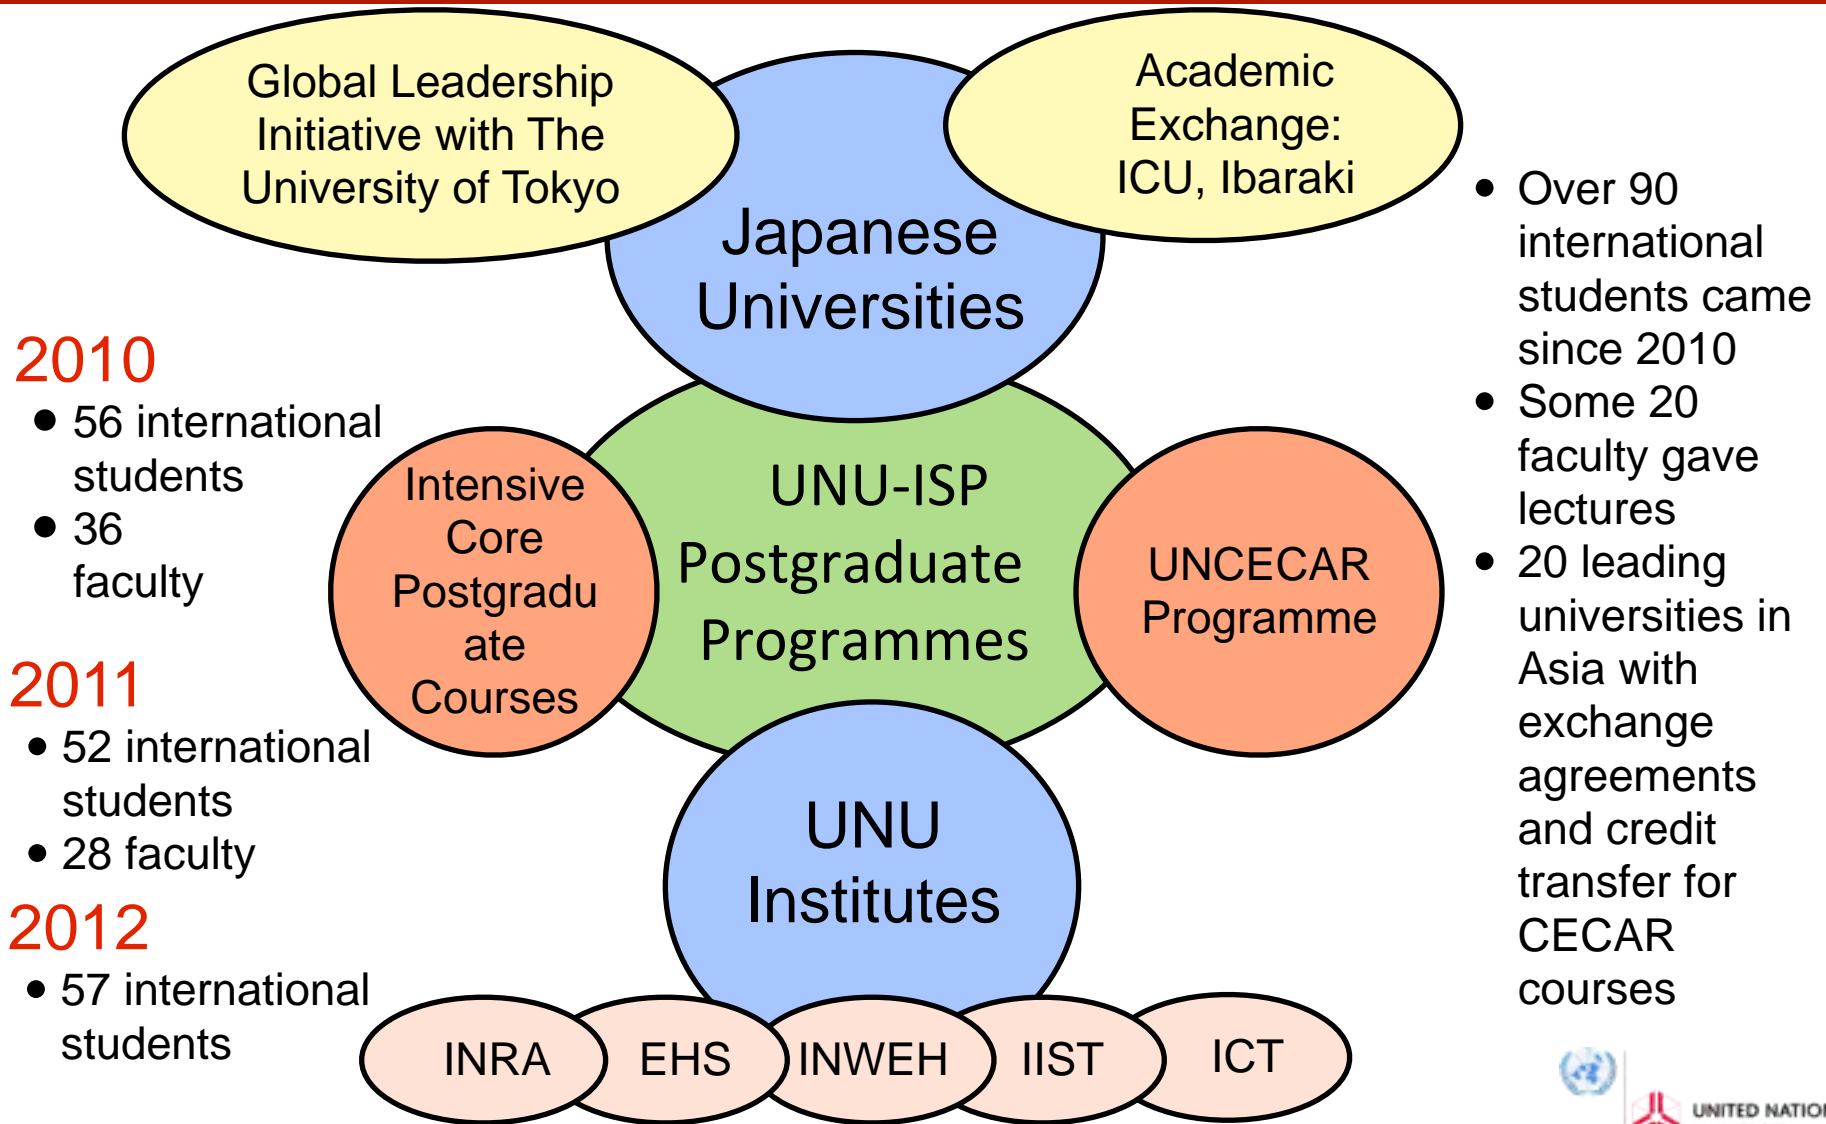 Global Leadership
Initiative with The
University of Tokyo
Academic
Exchange:
ICU, Ibaraki
Japanese
Universities
2010
• 56 international
students
• 36
faculty
2011
• 52 international
students
• 28 faculty
2012
• 57 international
students
Intensive
Core
Postgradu
ate
Courses
UNU-ISP
Postgraduate
Programmes
UNCECAR
Programme
UNU
Institutes
INRA
EHS
INWEH
IIST
ICT
• Over 90
international
students came
since 2010
• Some 20
faculty gave
lectures
• 20 leading
universities in
Asia with
exchange
agreements
and credit
transfer for
CECAR
courses
UNITED NATION